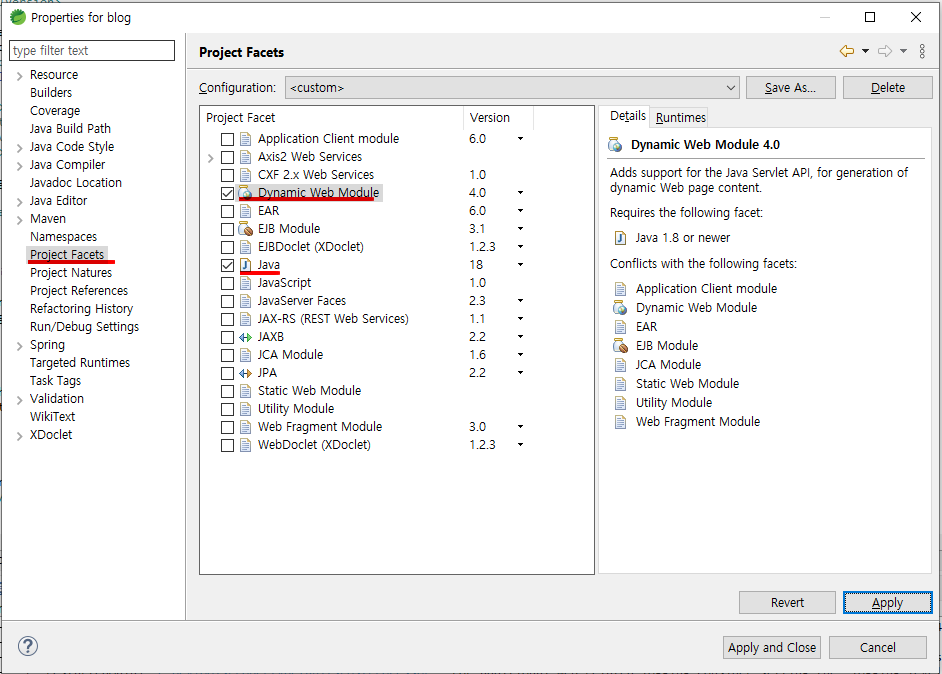 Properties for blog
type filter text
Resource
Builders
Coverage
Java Build Path
Java Code Style
Java Compiler
Javadoc Location
Java Editor
Maven
Namespaces
Project Facets
Project Natures
Project References
Refactoring History
Run/Debug Settings
Spring
Targeted Runtimes
Task Tags
Validation
WikiText
XDoclet
Project Facets
Configuration: <custom> Save As... Delete
Project Facet Version
Application Client module 6.0
Axis2 Web Services
CXF 2.x Web Services 1.0
Dynamic Web Module 4.0
EAR 6.0
EJB Module 3.1
EJBDoclet (XDoclet) 1.2.3
Java 18
JavaScript 1.0
JavaServer Faces 2.3
JAX-RS (REST Web Services) 1.1
JAXB 2.2
JCA Module 1.6
JPA 2.2
Static Web Module
Utility Module
Web Fragment Module 3.0
WebDoclet (XDoclet) 1.2.3
Details Runtimes
Dynamic Web Module 4.0
Adds support for the Java Servlet API, for generation of
dynamic Web page content.
Requires the following facet:
Java 1.8 or newer
Conflicts with the following facets:
Application Client module
Dynamic Web Module
EAR
EJB Module
JCA Module
Static Web Module
Utility Module
Web Fragment Module
Revert Apply
Apply and Close Cancel